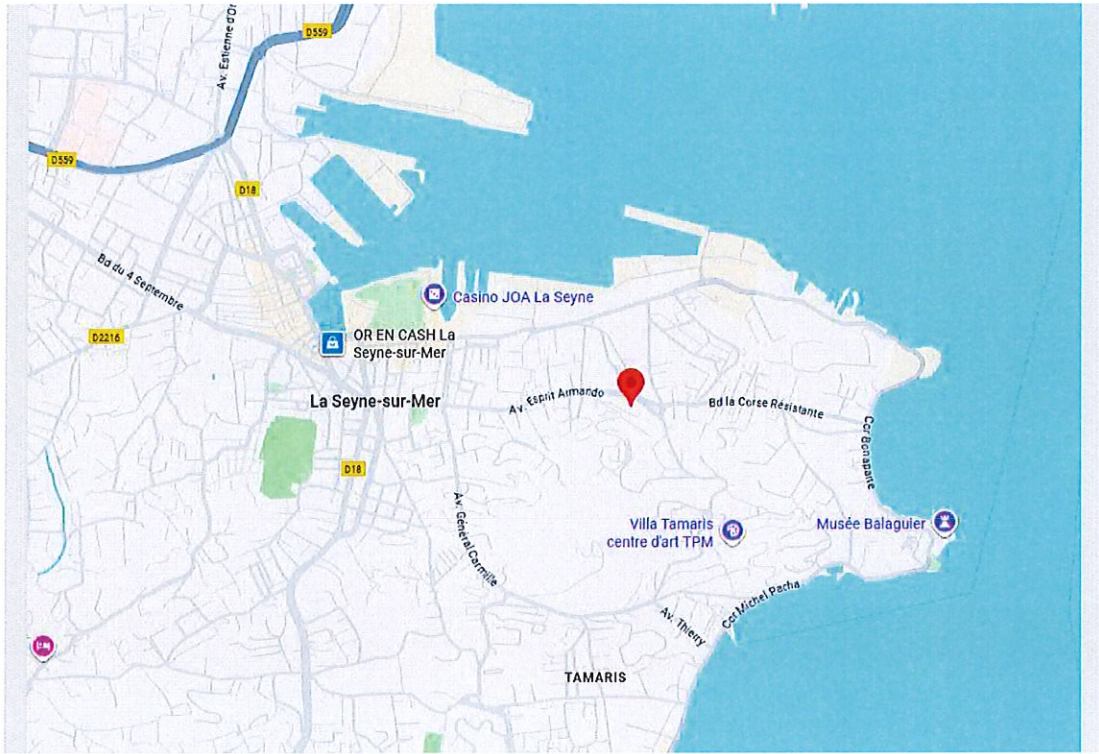 D559
Av. Estienne d'Or
D559
D18
Bd du 4 Septembre
Casino JOA La Seyne
OR EN CASH La
Seyne-sur-Mer
D2216
La Seyne-sur-Mer
Av. Esprit Armando
Bd la Corse Résistante
Cor Bonaparte
D18
Av. Général Carmille
Villa Tamaris
centre d'art TPM
Musée Balaguier
Cor Michel Pacha
Av. Thierry
TAMARIS